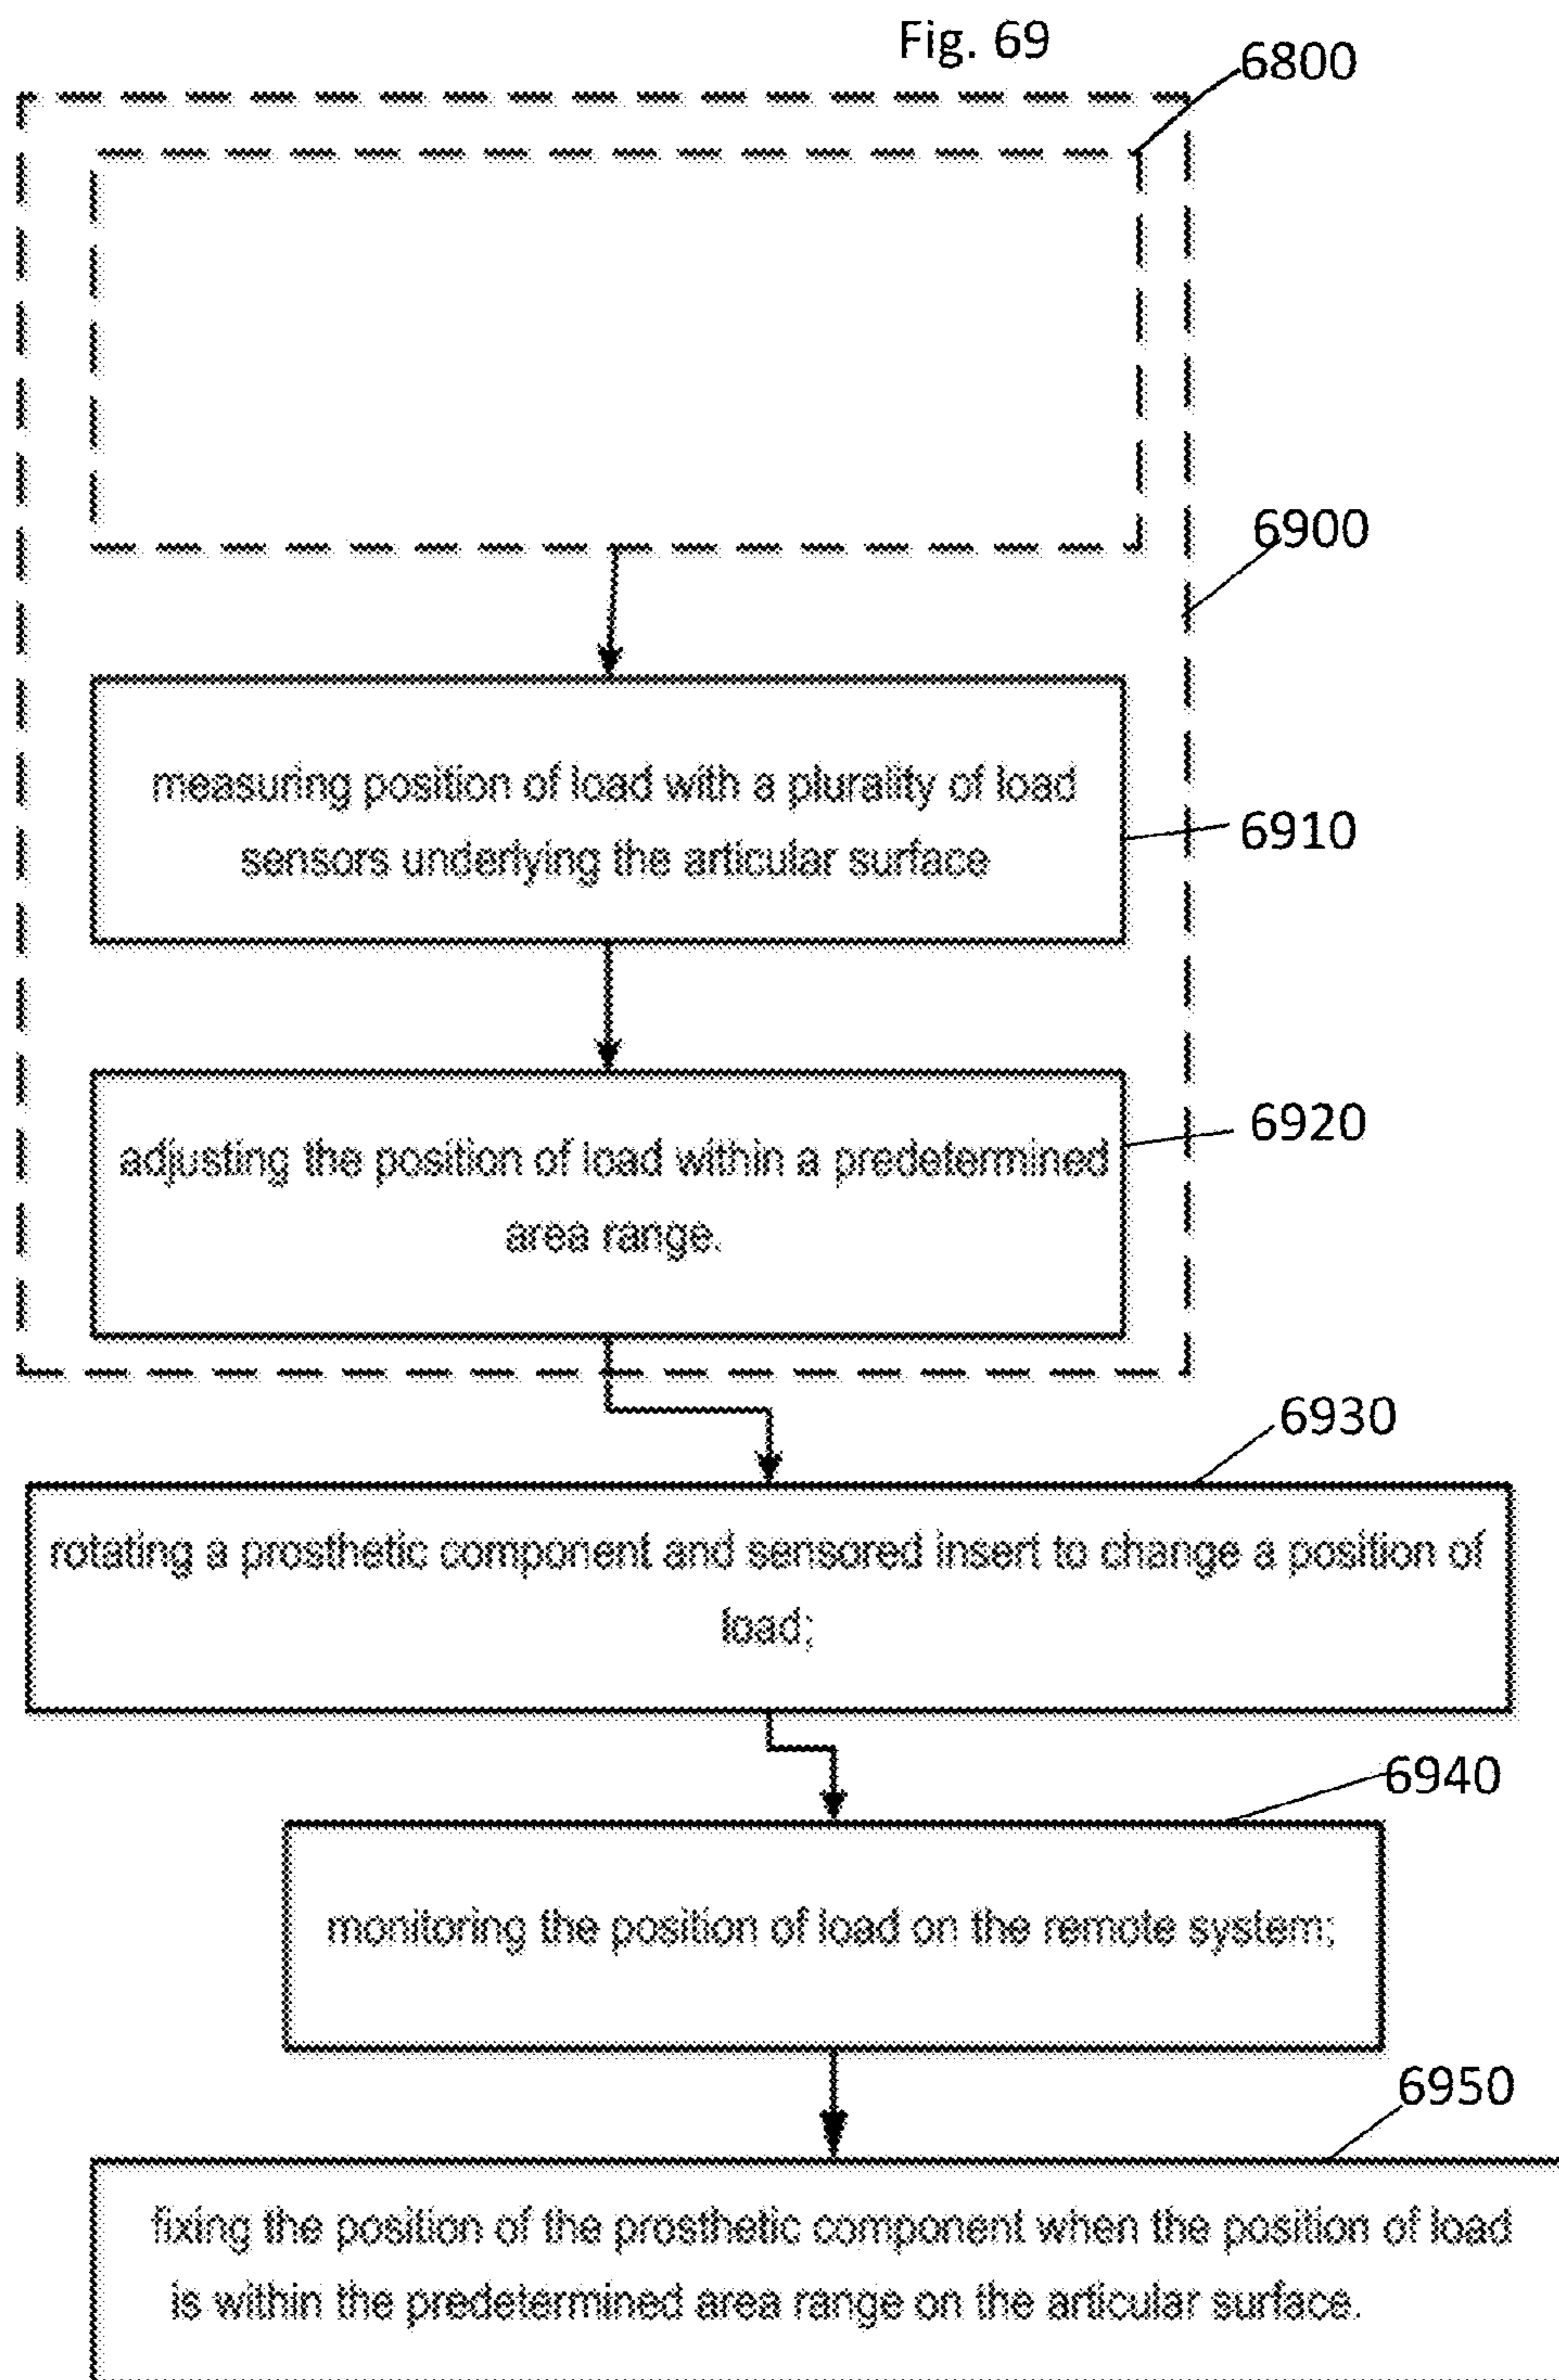 Fig. 69
6800
6900
measuring position of load with a plurality of load
sensors underlying the articular surface
6910
adjusting the position of load within a predetermined
area range.
6920
6930
rotating a prosthetic component and sensored insert to change a position of
load;
6940
monitoring the position of load on the remote system;
6950
fixing the position of the prosthetic component when the position of load
is within the predetermined area range on the articular surface.